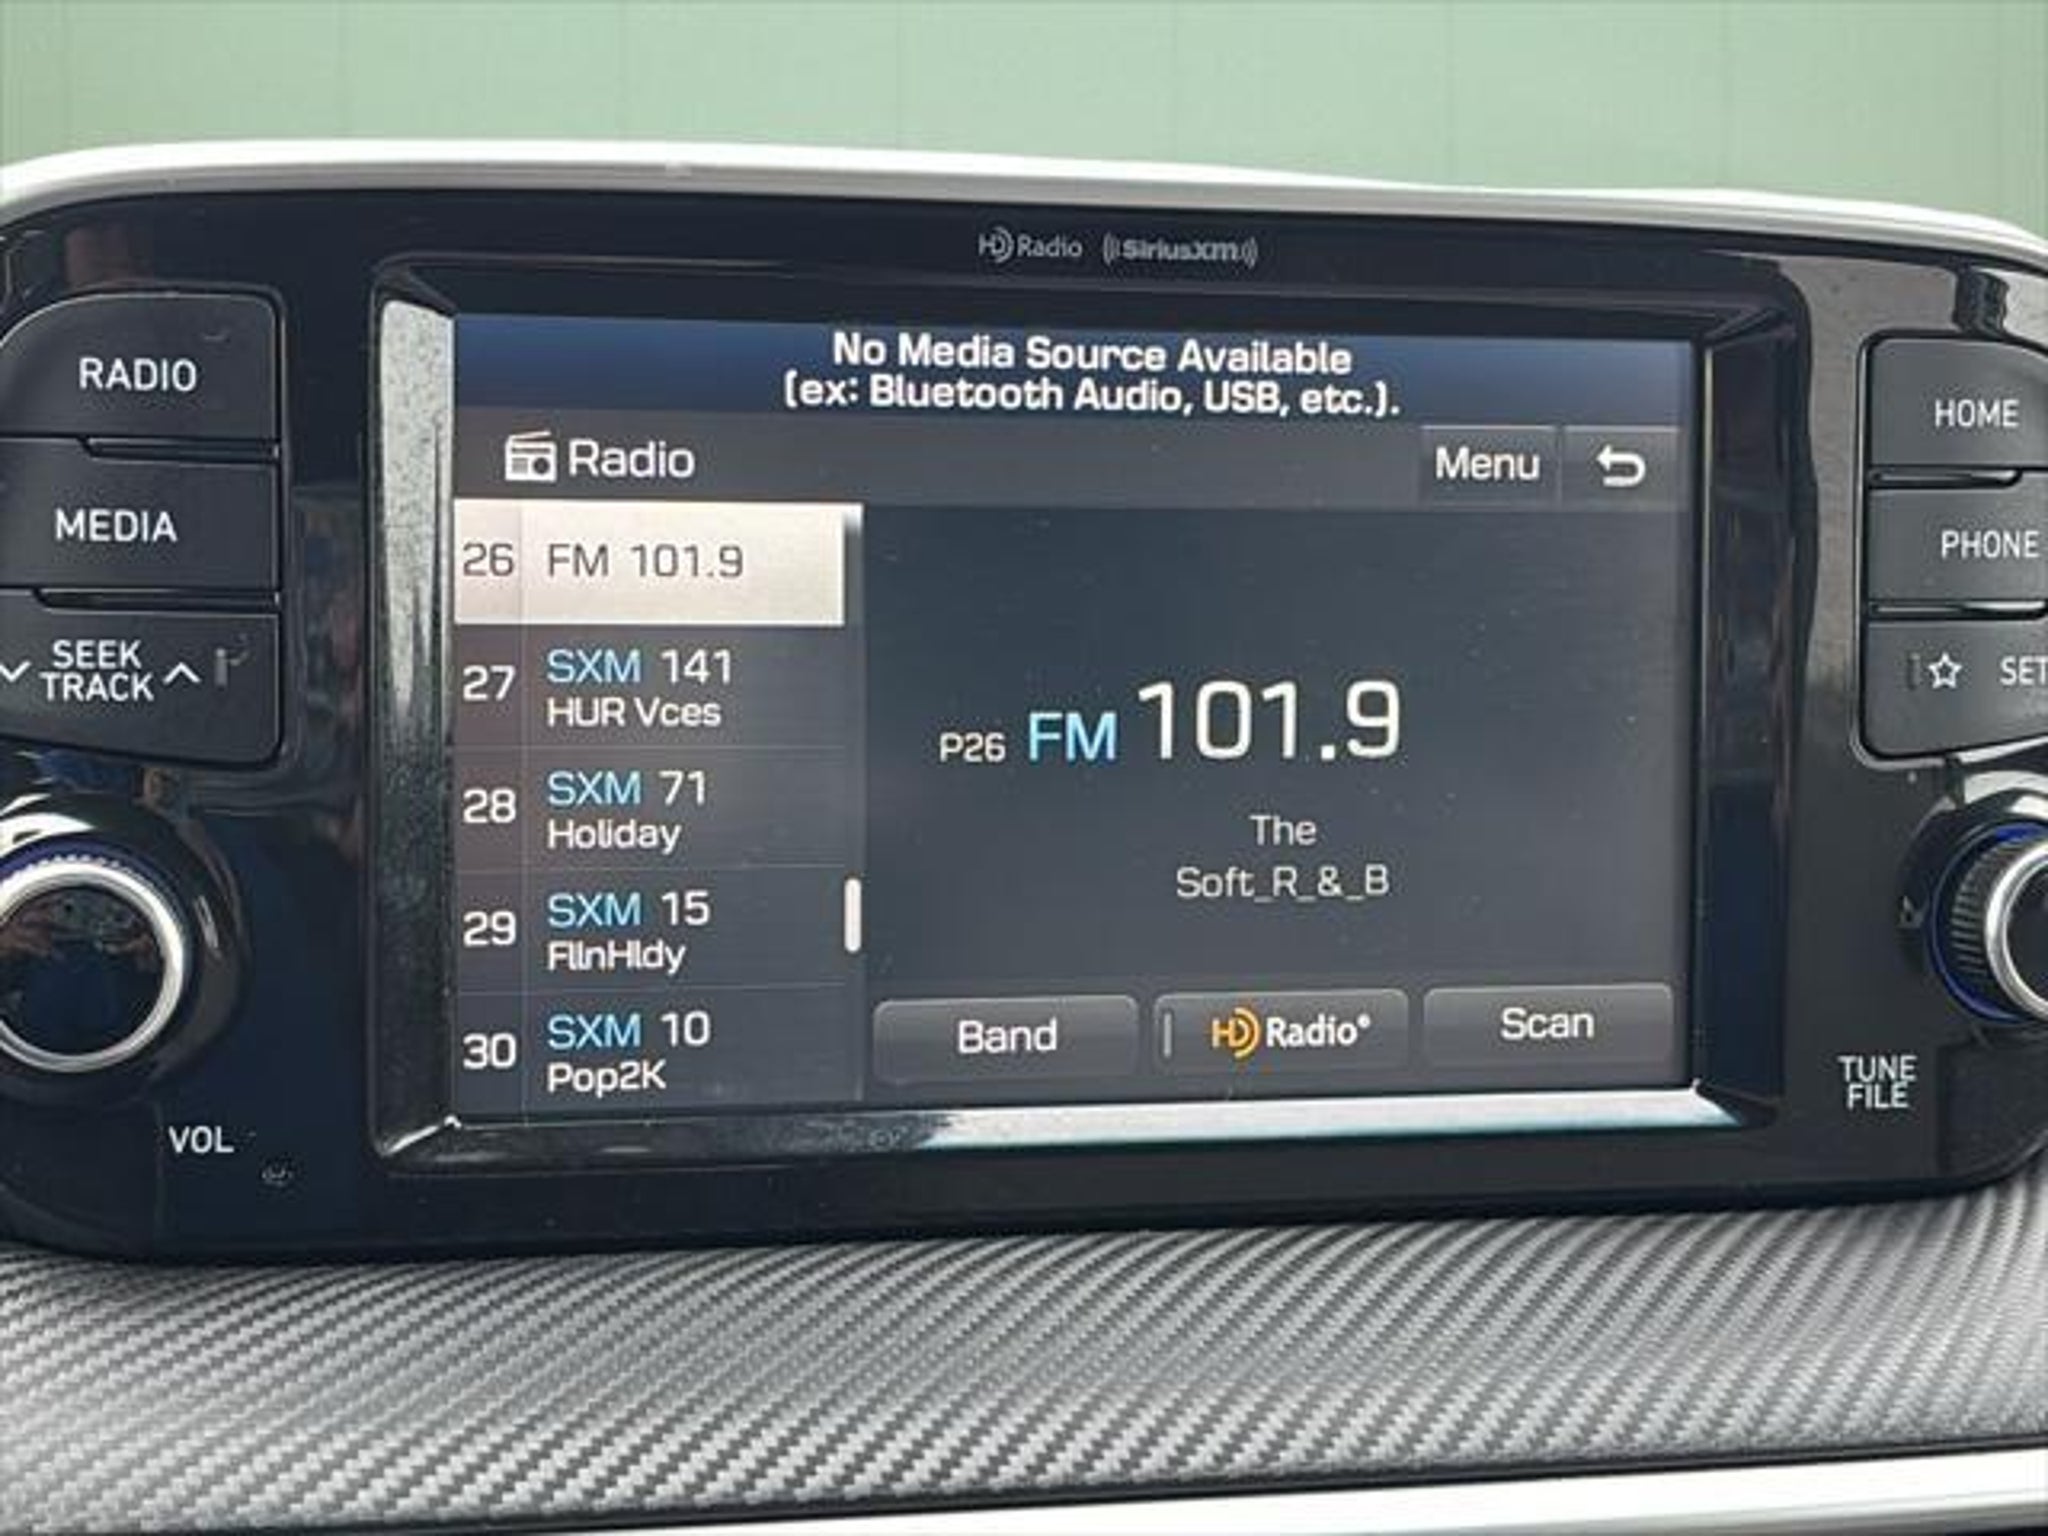 HD Radio ((SiriusXM))
RADIO
MEDIA
SEEK
TRACK
VOL
No Media Source Available
(ex: Bluetooth Audio, USB, etc.).
Radio
Menu
26 FM 101.9
27 SXM 141
HUR Vces
28 SXM 71
Holiday
29 SXM 15
FllnHldy
30 SXM 10
Pop2K
P26 FM 101.9
The
Soft_R_&_B
Band
HD Radio®
Scan
HOME
PHONE
SET
TUNE
FILE